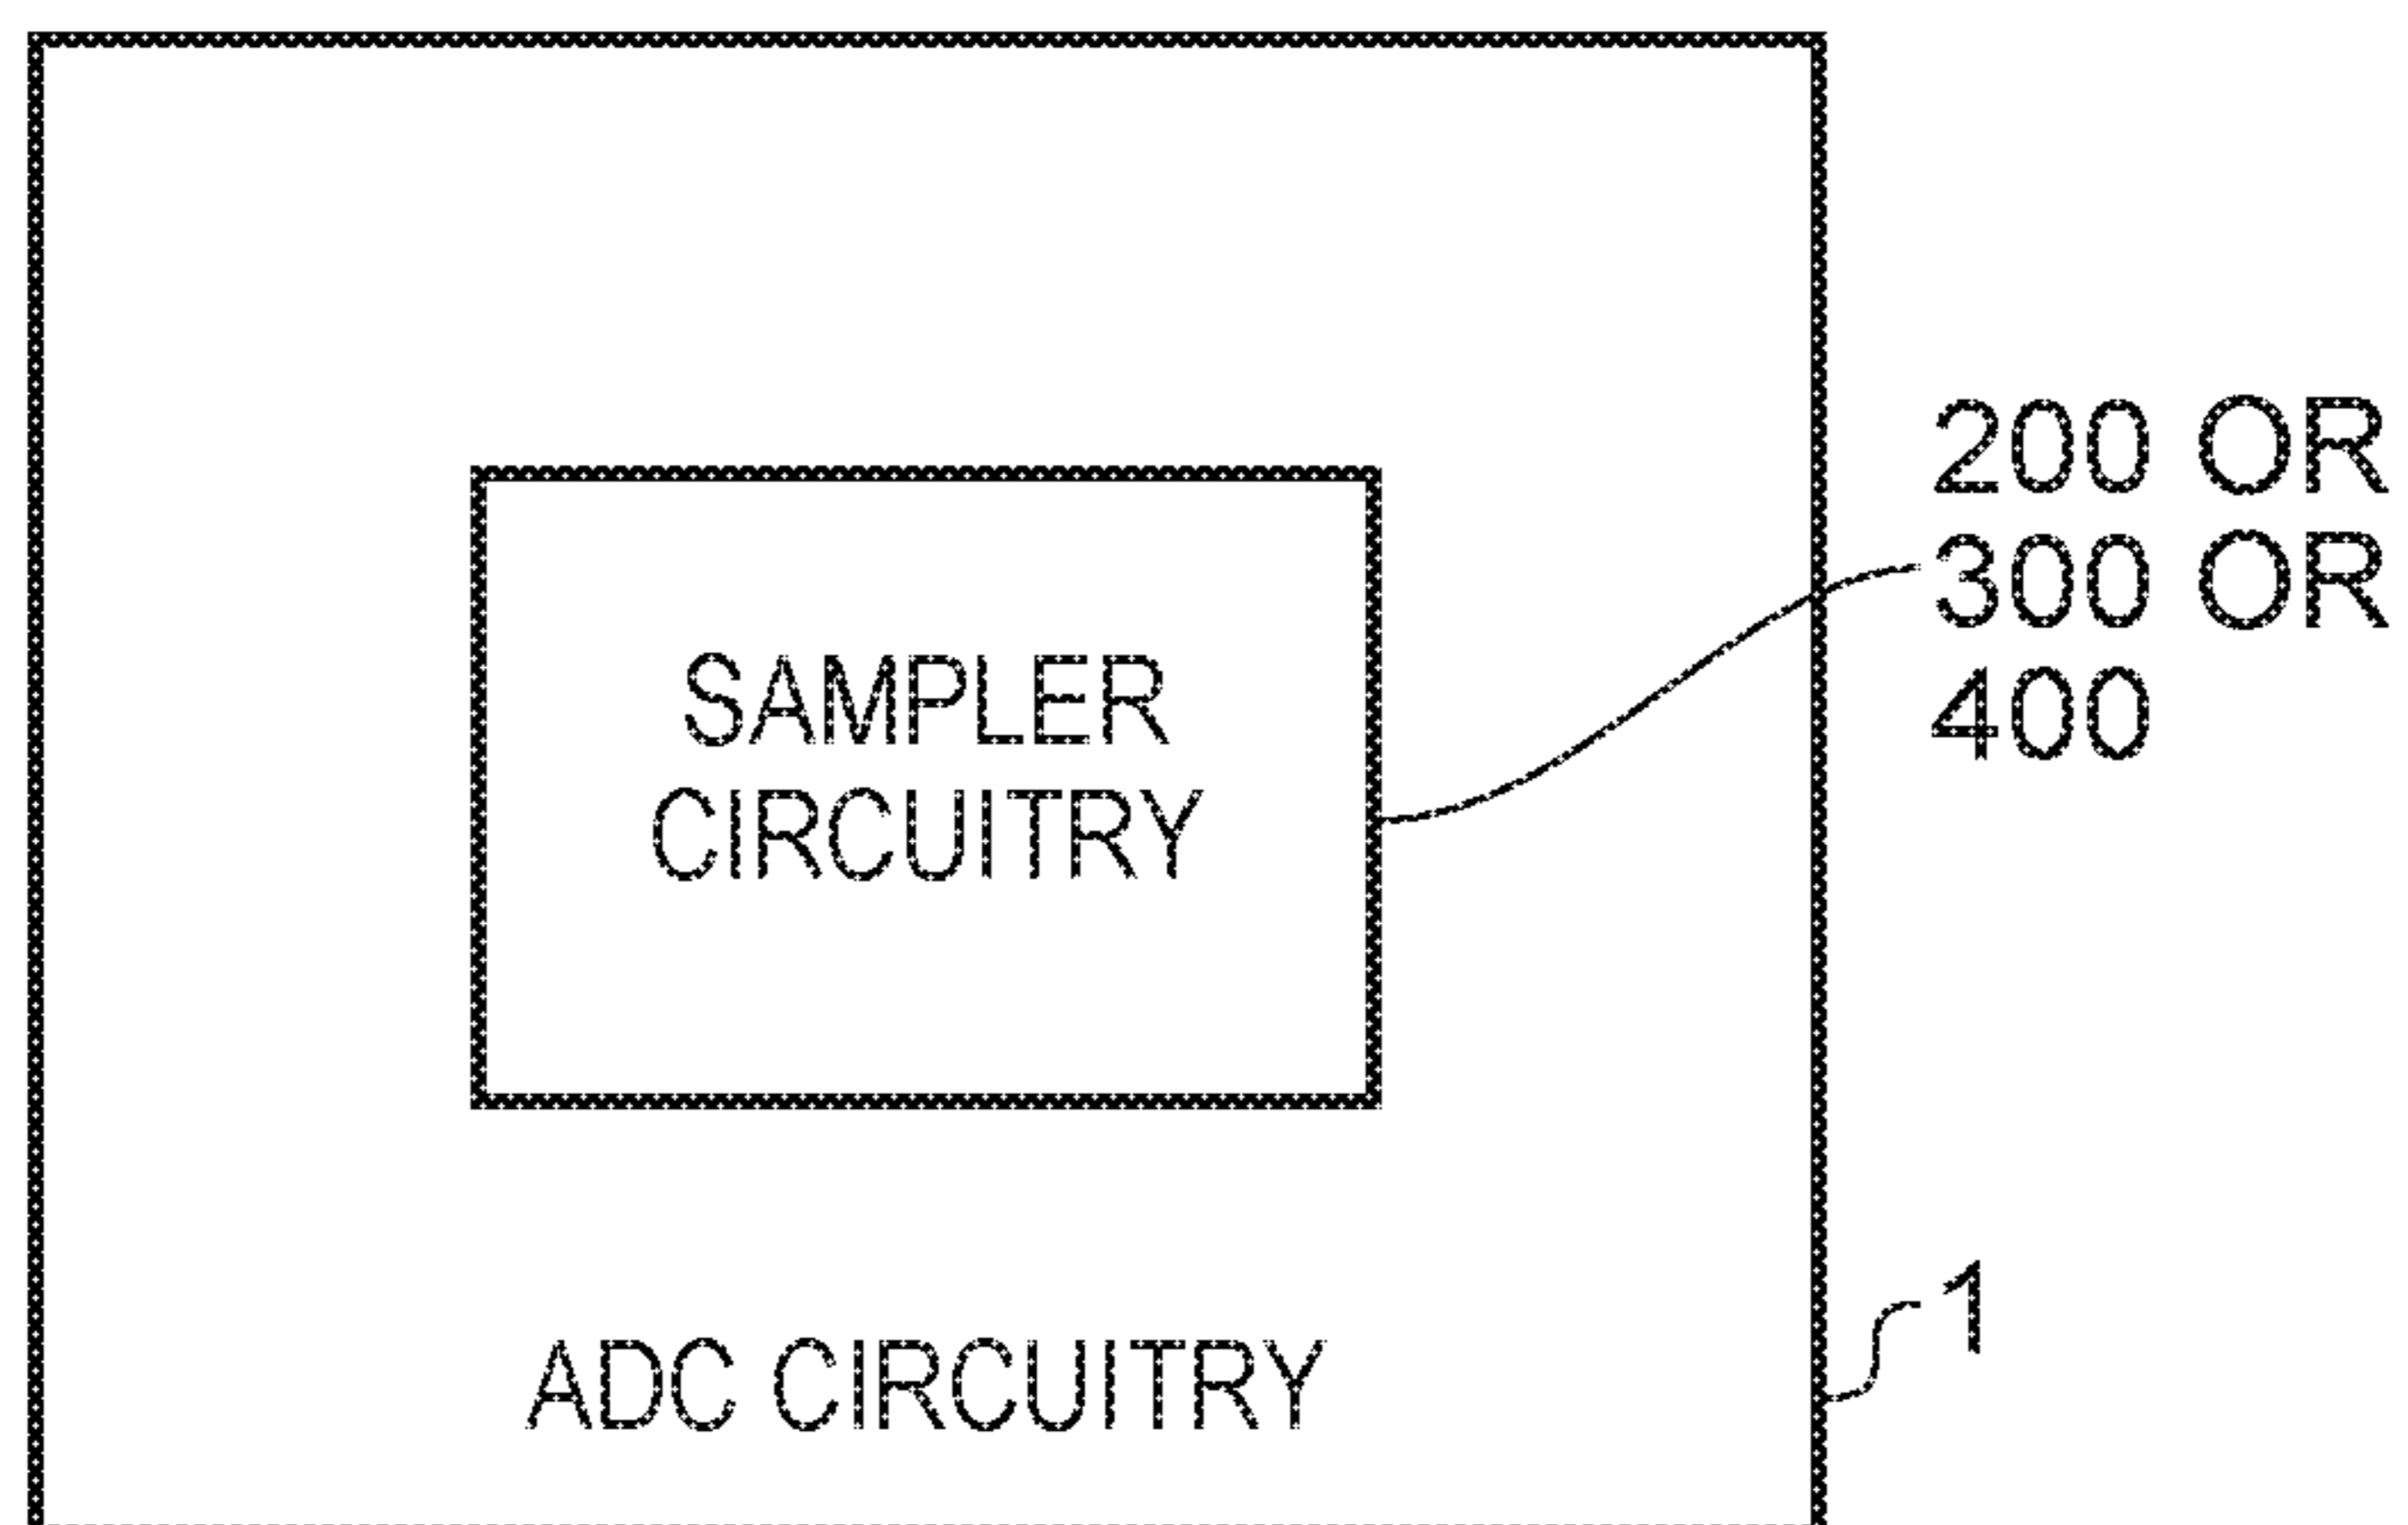 200 OR
300 OR
400
SAMPLER
CIRCUITRY
1
ADC CIRCUITRY